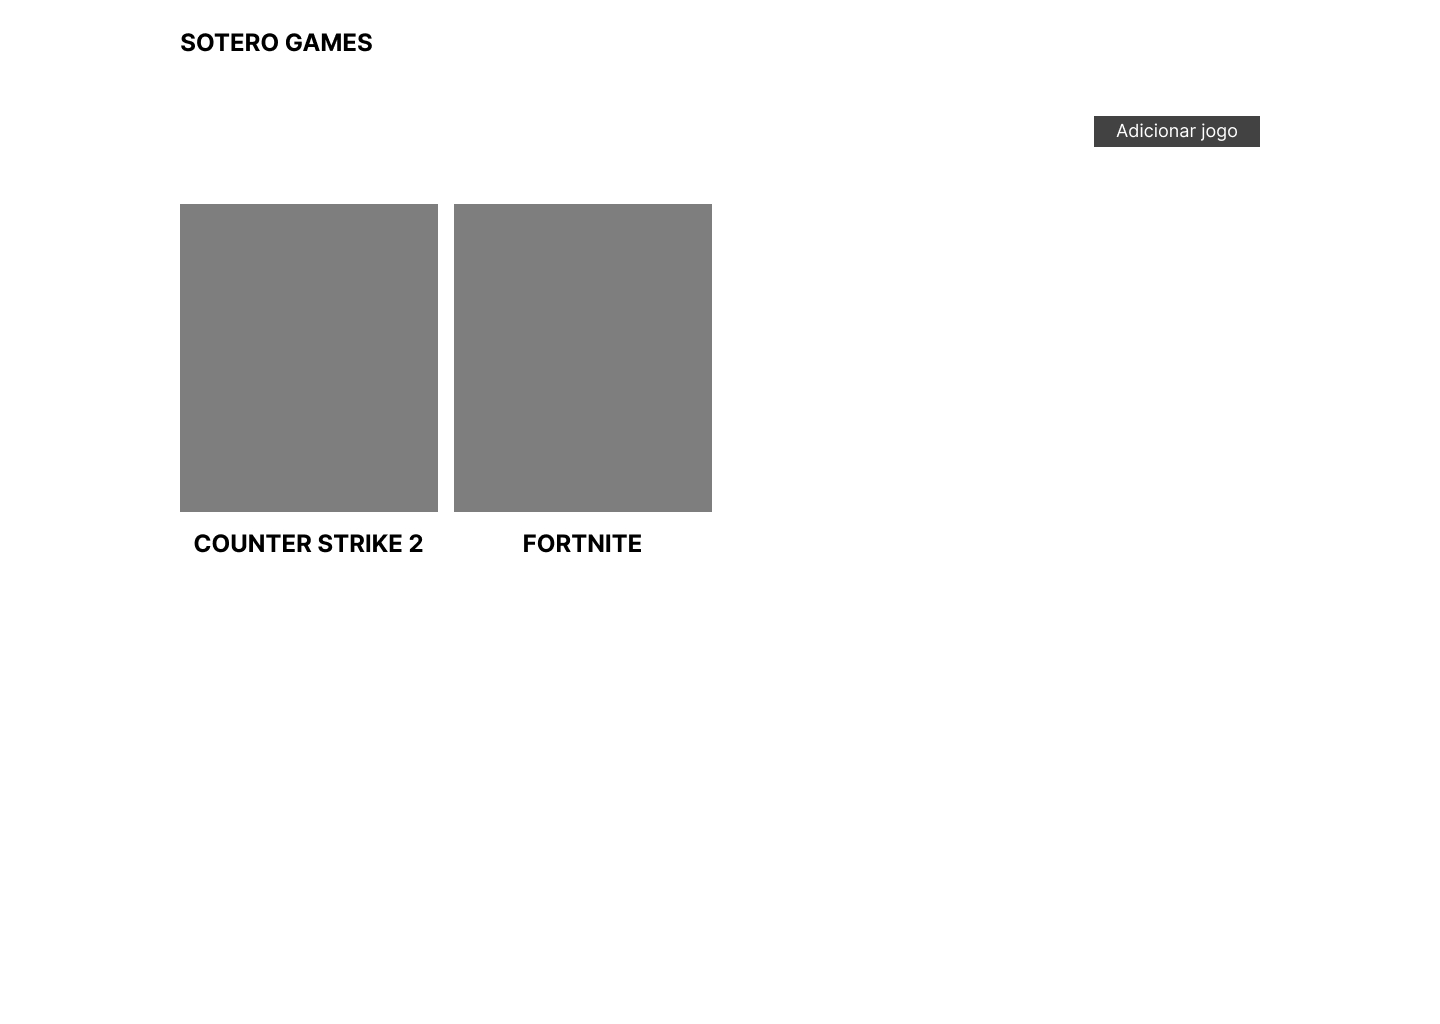 SOTERO GAMES
Adicionar jogo
COUNTER STRIKE 2
FORTNITE